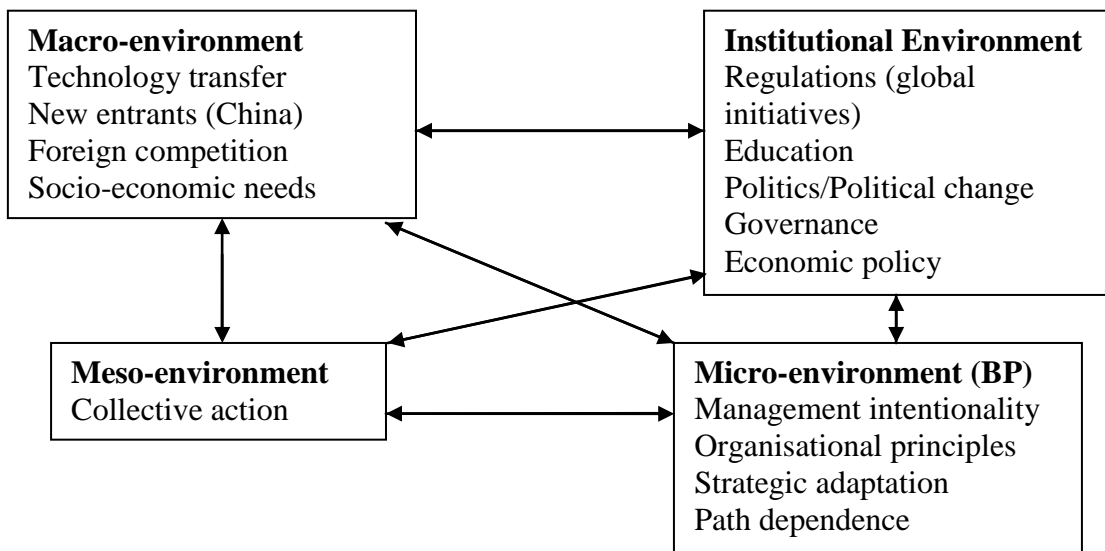 Macro-environment
Technology transfer
New entrants (China)
Foreign competition
Socio-economic needs
Institutional Environment
Regulations (global
initiatives)
Education
Politics/Political change
Governance
Economic policy
Meso-environment
Collective action
Micro-environment (BP)
Management intentionality
Organisational principles
Strategic adaptation
Path dependence